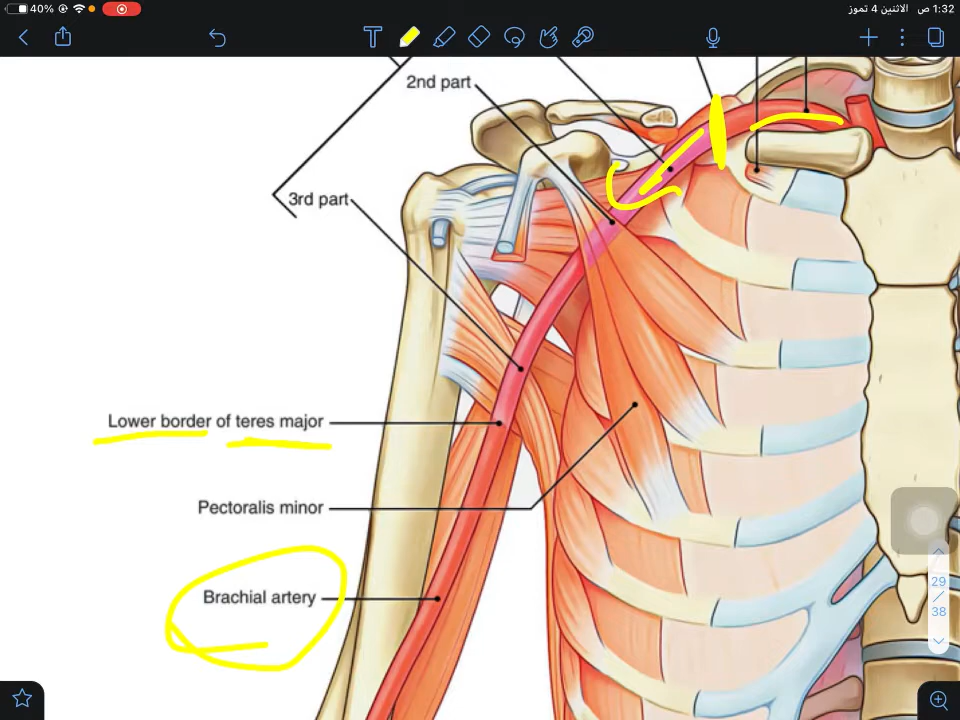 40%
1:32 ص الاثنين 4 تموز
2nd part
3rd part
Lower border of teres major
Pectoralis minor
Brachial artery
29
/
38